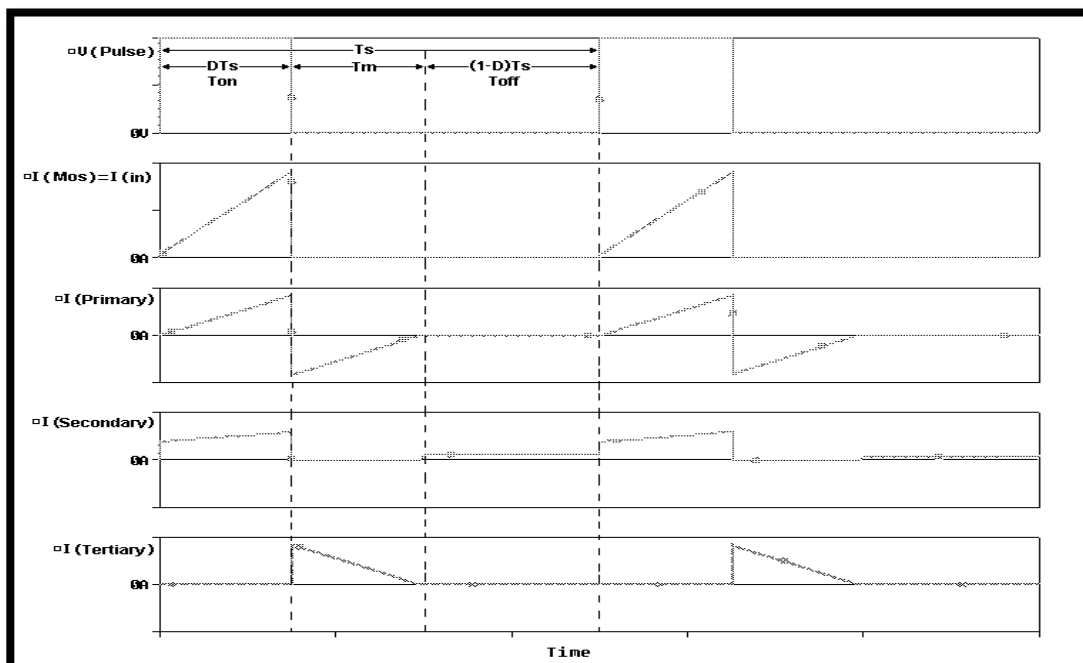 ▫V(Pulse)
Ts
DTs
Tm
(1-D)Ts
Ton
Toff
0V
▫I(Mos)=I(in)
0A
▫I(Primary)
0A
▫I(Secondary)
0A
▫I(Tertiary)
0A
Time